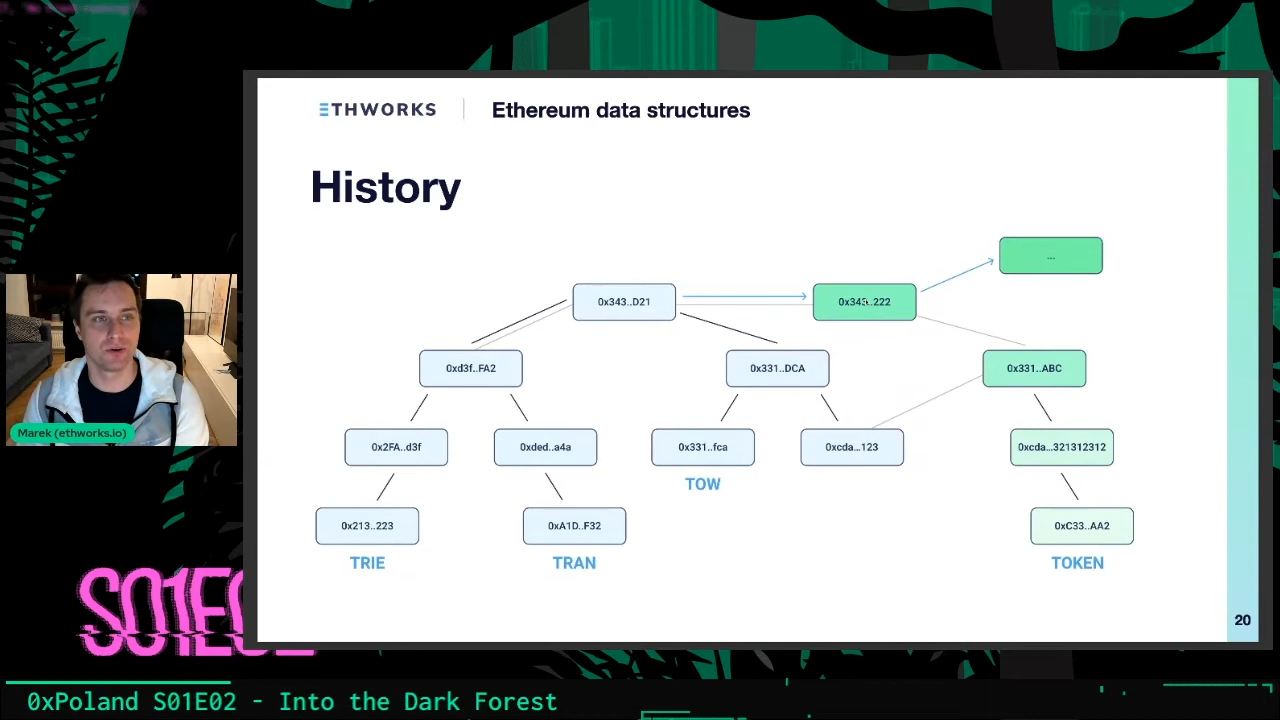 ETHWORKS
Ethereum data structures
History
...
0x343..D21
0x343..222
0xd3f..FA2
0x331..DCA
0x331..ABC
0x2FA..d3f
0xded..a4a
0x331..fca
0xcda...123
0xcda...321312312
TOW
0x213..223
0xA1D..F32
0xC33..AA2
TRIE
TRAN
TOKEN
20
Marek (ethworks.io)
0xPoland S01E02 - Into the Dark Forest